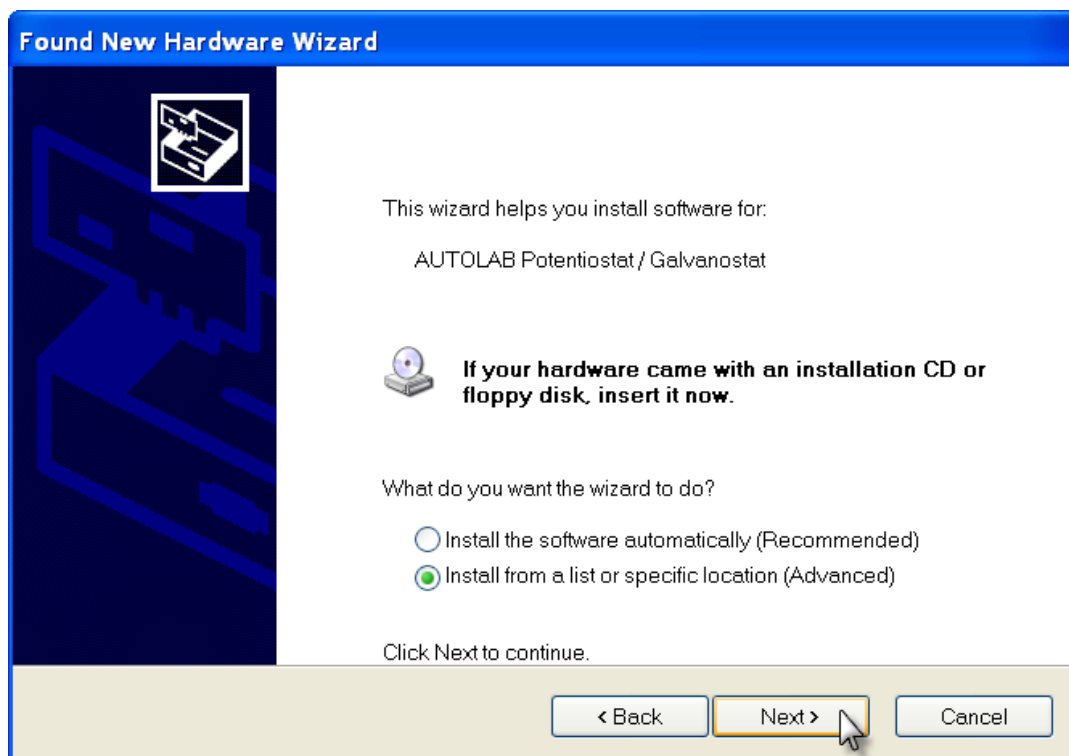 Found New Hardware Wizard
This wizard helps you install software for:
AUTOLAB Potentiostat / Galvanostat
If your hardware came with an installation CD or
floppy disk, insert it now.
What do you want the wizard to do?
Install the software automatically (Recommended)
Install from a list or specific location (Advanced)
Click Next to continue.
< Back
Next >
Cancel